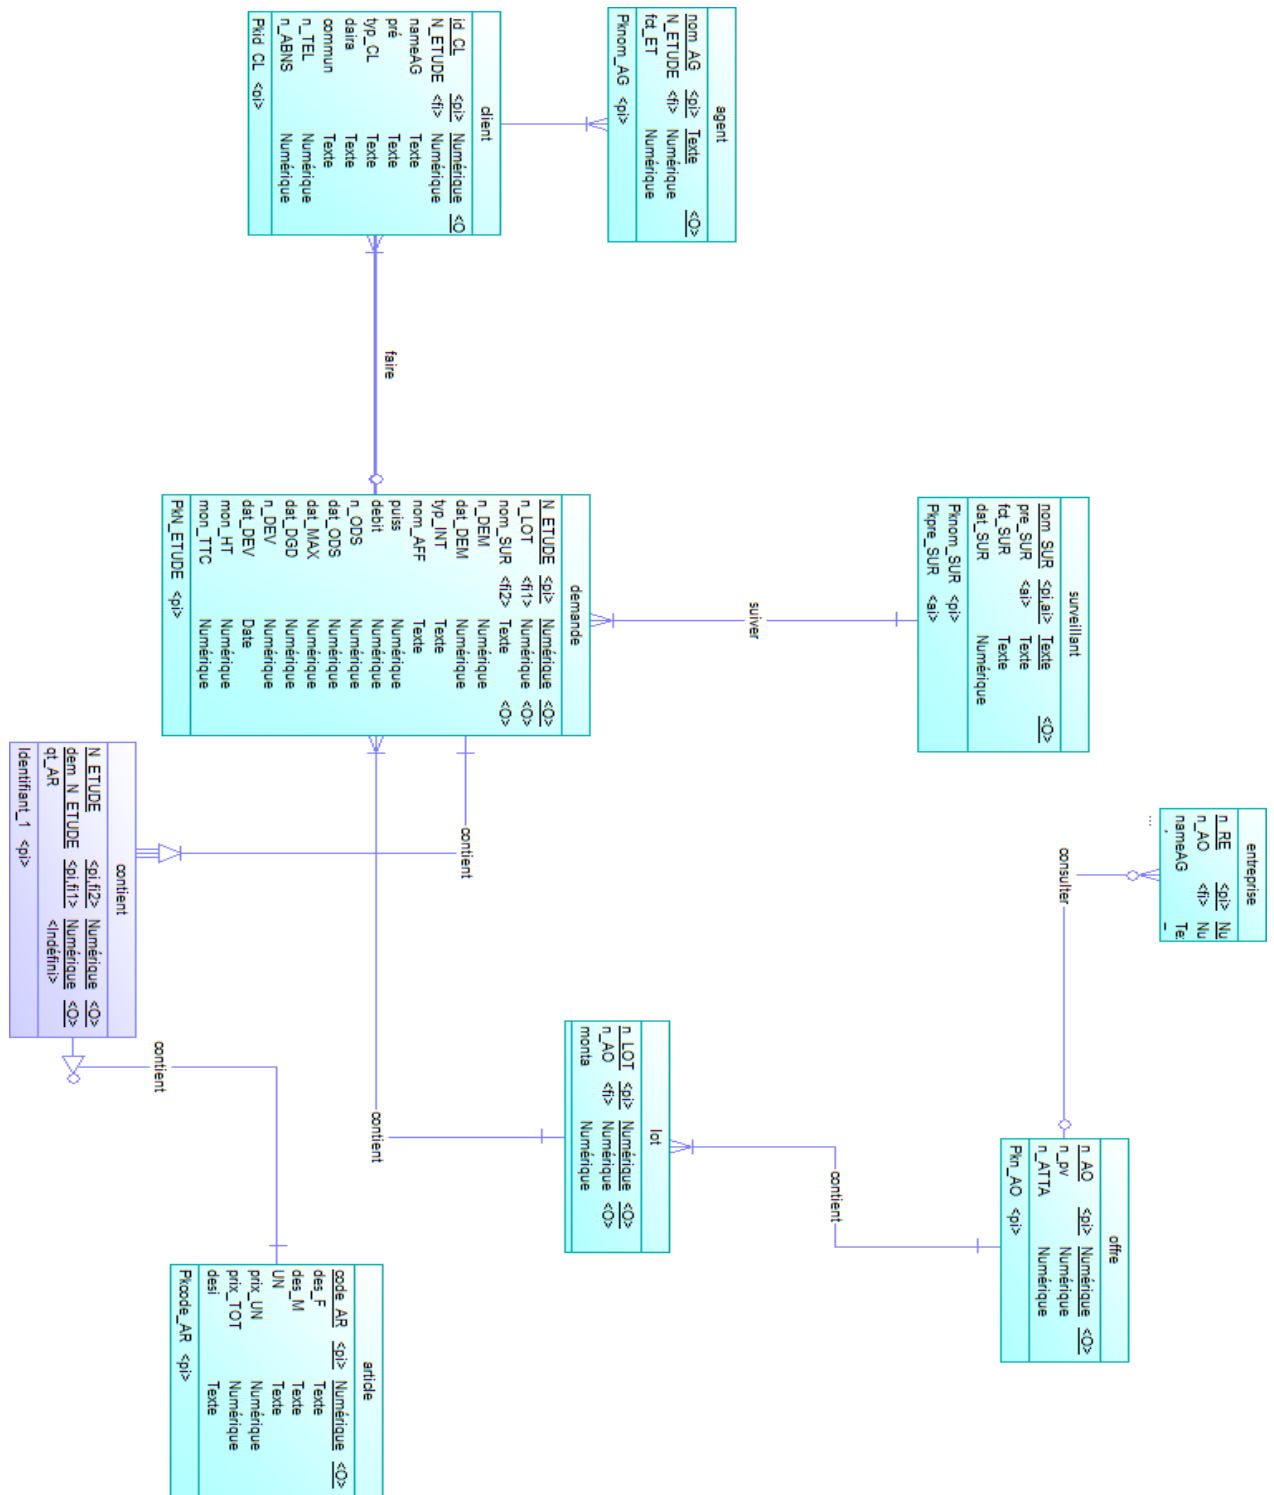 agent
nom_AG <pi> Texte <O>
N_ETUDE <fi> Numérique
fct_ET Numérique
Pknom_AG <pi>
client
id_CL <pi> Numérique <O
N_ETUDE <fi> Numérique
nameAG Texte
pré Texte
typ_CL Texte
daira Texte
commun Texte
n_TEL Numérique
n_ABNS Numérique
Pkid_CL <pi>
faire
surveillant
nom_SUR <pi,ai> Texte <O>
pre_SUR <ai> Texte
fct_SUR Texte
dat_SUR Numérique
Pknom_SUR <pi>
Pkpre_SUR <ai>
suiver
demande
N_ETUDE <pi> Numérique <O>
n_LOT <fi1> Numérique <O>
nom_SUR <fi2> Texte <O>
n_DEM Numérique
dat_DEM Numérique
typ_INT Texte
nom_AFF Texte
puiss Numérique
debit Numérique
n_ODS Numérique
dat_ODS Numérique
dat_MAX Numérique
dat_DGD Numérique
n_DEV Numérique
dat_DEV Date
mon_HT Numérique
mon_TTC Numérique
PkN_ETUDE <pi>
entreprise
n_RE <pi> Nu
n_AO <fi> Nu
nameAG Te
...
consulter
contient
contient
N_ETUDE <pi,fi2> Numérique <O>
dem_N_ETUDE <pi,fi1> Numérique <O>
qt_AR <Indéfini>
Identifiant_1 <pi>
contient
contient
lot
n_LOT <pi> Numérique <O>
n_AO <fi> Numérique <O>
monta Numérique
contient
offre
n_AO <pi> Numérique <O>
n_pv Numérique
n_ATTA Numérique
Pkn_AO <pi>
article
code_AR <pi> Numérique <O>
des_F Texte
des_M Texte
UN Texte
prix_UN Numérique
prix_TOT Numérique
desi Texte
Pkcode_AR <pi>